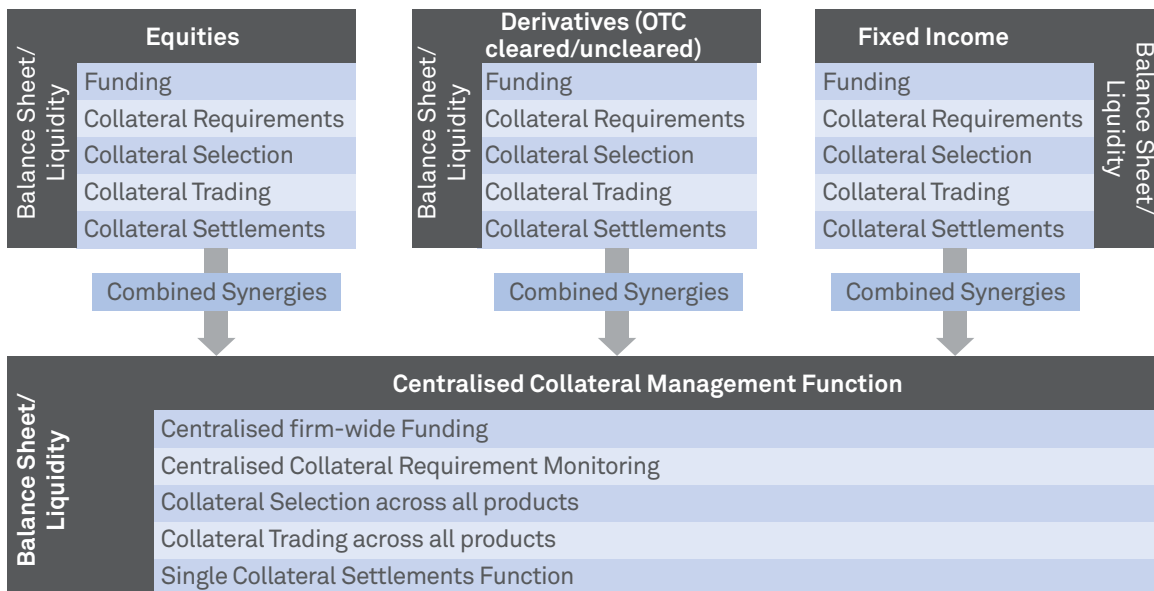 Balance Sheet/
Liquidity
Equities
Funding
Collateral Requirements
Collateral Selection
Collateral Trading
Collateral Settlements
Combined Synergies
Balance Sheet/
Liquidity
Derivatives (OTC
cleared/uncleared)
Funding
Collateral Requirements
Collateral Selection
Collateral Trading
Collateral Settlements
Combined Synergies
Fixed Income
Funding
Collateral Requirements
Collateral Selection
Collateral Trading
Collateral Settlements
Balance Sheet/
Liquidity
Combined Synergies
Balance Sheet/
Liquidity
Centralised Collateral Management Function
Centralised firm-wide Funding
Centralised Collateral Requirement Monitoring
Collateral Selection across all products
Collateral Trading across all products
Single Collateral Settlements Function